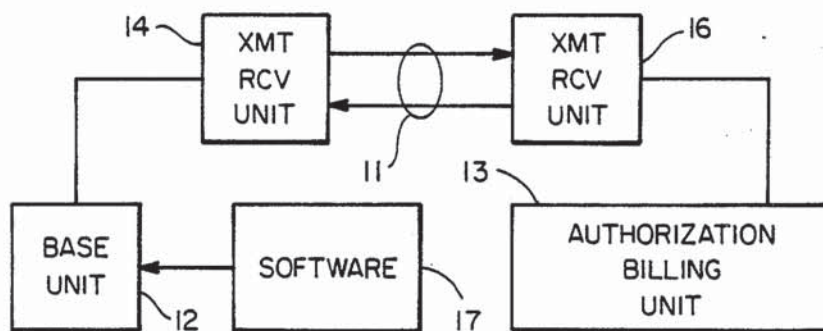 14
XMT
RCV
UNIT
11
XMT
RCV
UNIT
16
BASE
UNIT
12
SOFTWARE
17
13
AUTHORIZATION
BILLING
UNIT